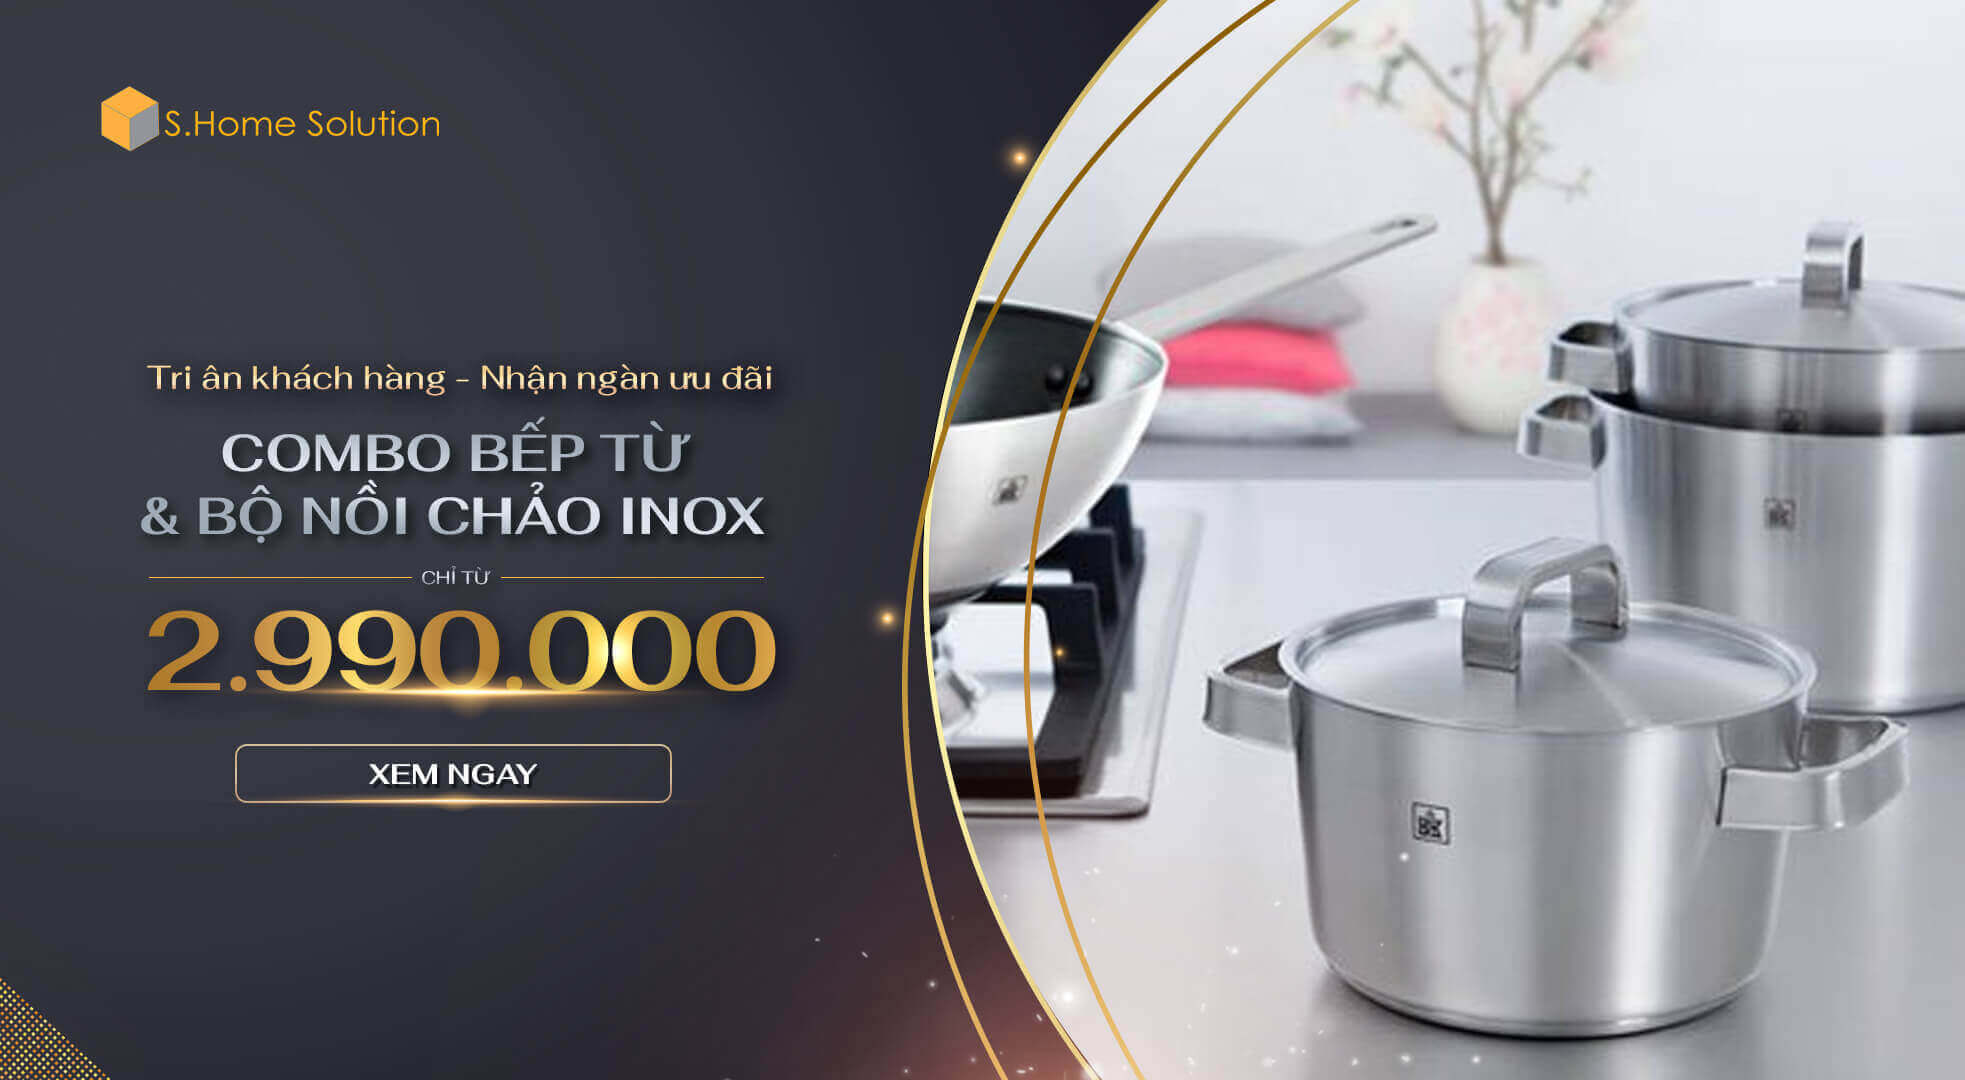 S.Home Solution
Tri ân khách hàng - Nhận ngàn ưu đãi
COMBO BẾP TỪ
& BỘ NỒI CHẢO INOX
CHỈ TỪ
2.990.000
XEM NGAY